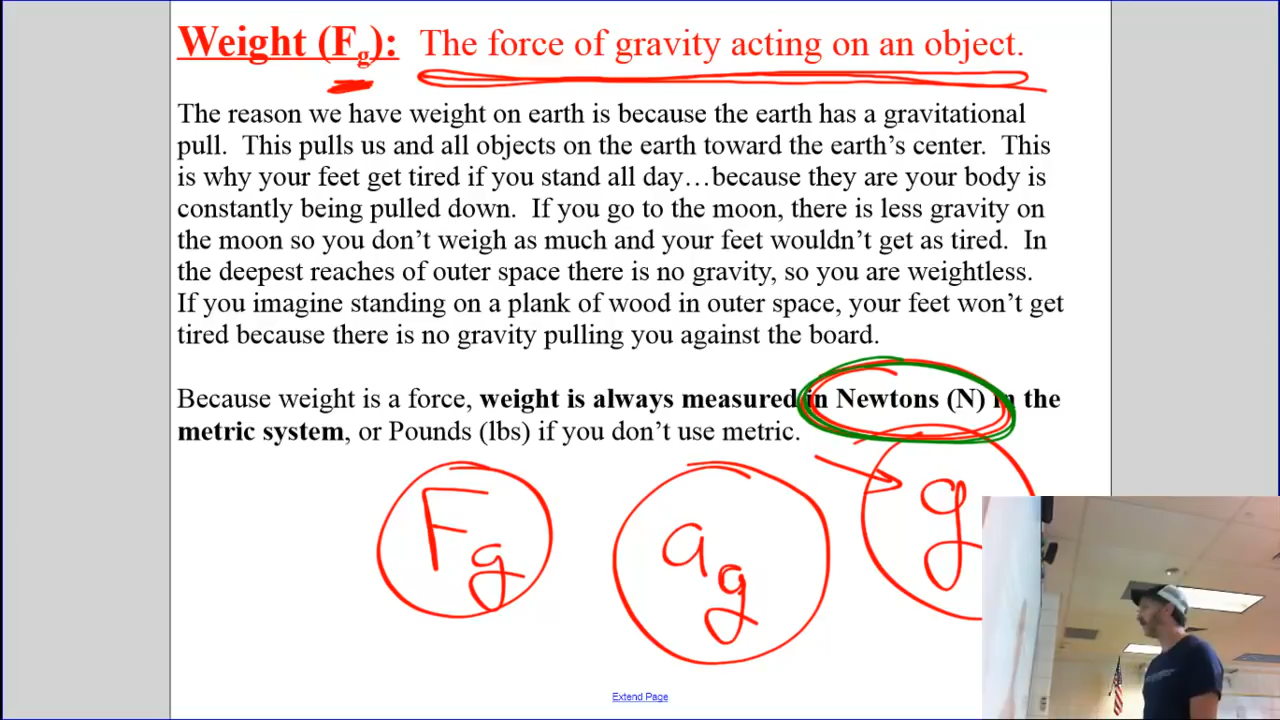 Weight (Fg): The force of gravity acting on an object.
The reason we have weight on earth is because the earth has a gravitational
pull. This pulls us and all objects on the earth toward the earth's center. This
is why your feet get tired if you stand all day…because they are your body is
constantly being pulled down. If you go to the moon, there is less gravity on
the moon so you don't weigh as much and your feet wouldn't get as tired. In
the deepest reaches of outer space there is no gravity, so you are weightless.
If you imagine standing on a plank of wood in outer space, your feet won't get
tired because there is no gravity pulling you against the board.
Because weight is a force, weight is always measured in Newtons (N) in the
metric system, or Pounds (lbs) if you don't use metric.
Fg ag g
Extend Page